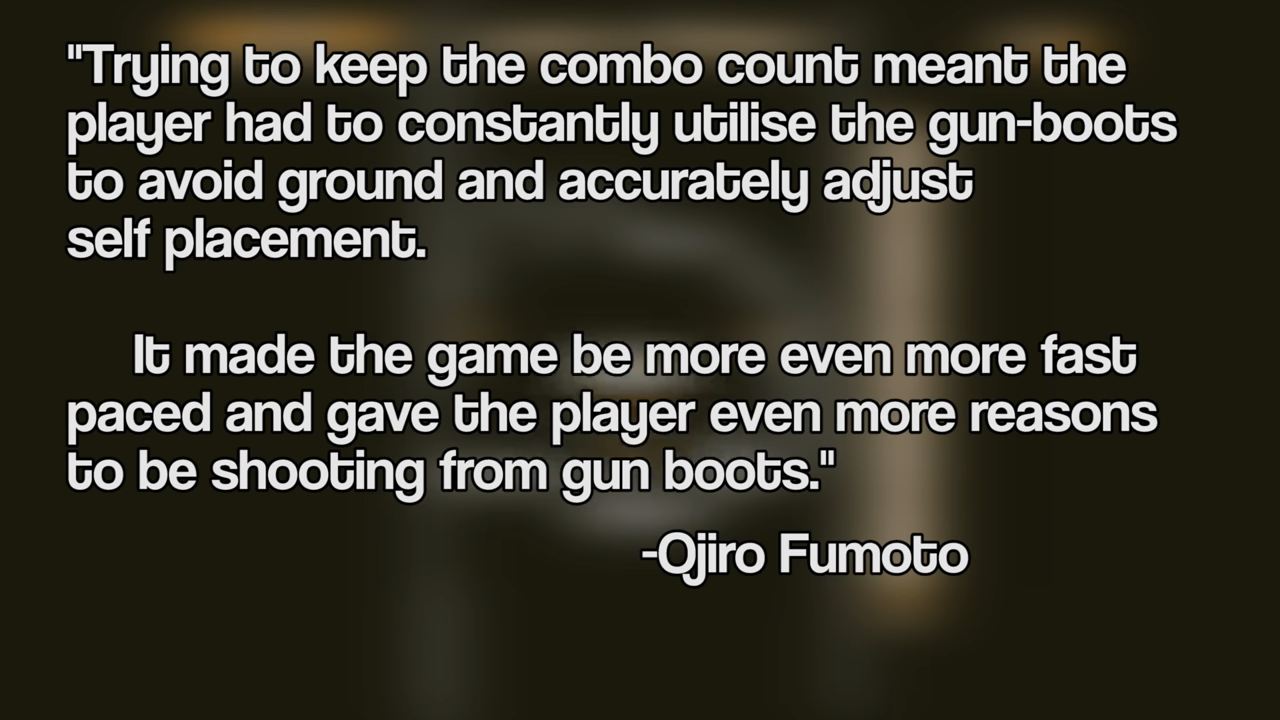 "Trying to keep the combo count meant the
player had to constantly utilise the gun-boots
to avoid ground and accurately adjust
self placement.
It made the game be more even more fast
paced and gave the player even more reasons
to be shooting from gun boots."
-Ojiro Fumoto